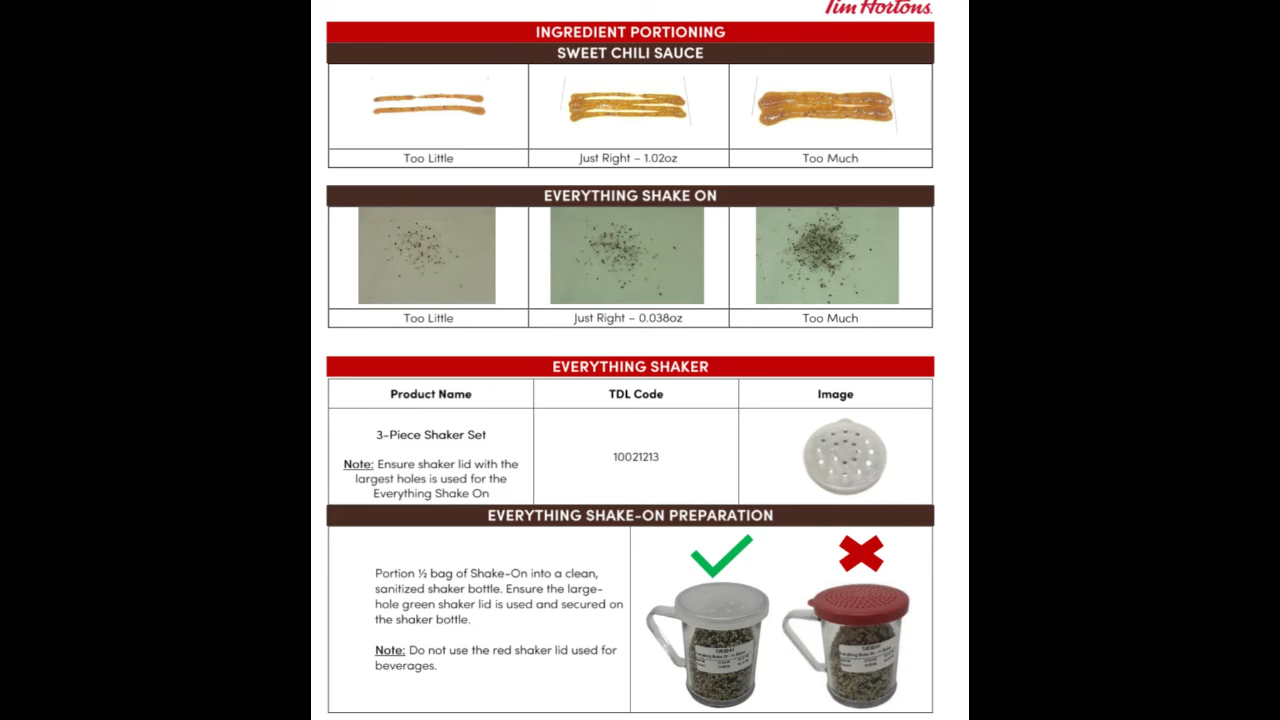 Tim Hortons.
INGREDIENT PORTIONING
SWEET CHILI SAUCE
Too Little
Just Right – 1.02oz
Too Much
EVERYTHING SHAKE ON
Too Little
Just Right – 0.038oz
Too Much
EVERYTHING SHAKER
Product Name
TDL Code
Image
3-Piece Shaker Set
Note: Ensure shaker lid with the
largest holes is used for the
Everything Shake On
10021213
EVERYTHING SHAKE-ON PREPARATION
Portion ½ bag of Shake-On into a clean,
sanitized shaker bottle. Ensure the large-
hole green shaker lid is used and secured on
the shaker bottle.
Note: Do not use the red shaker lid used for
beverages.
TUESDAY
TUESDAY